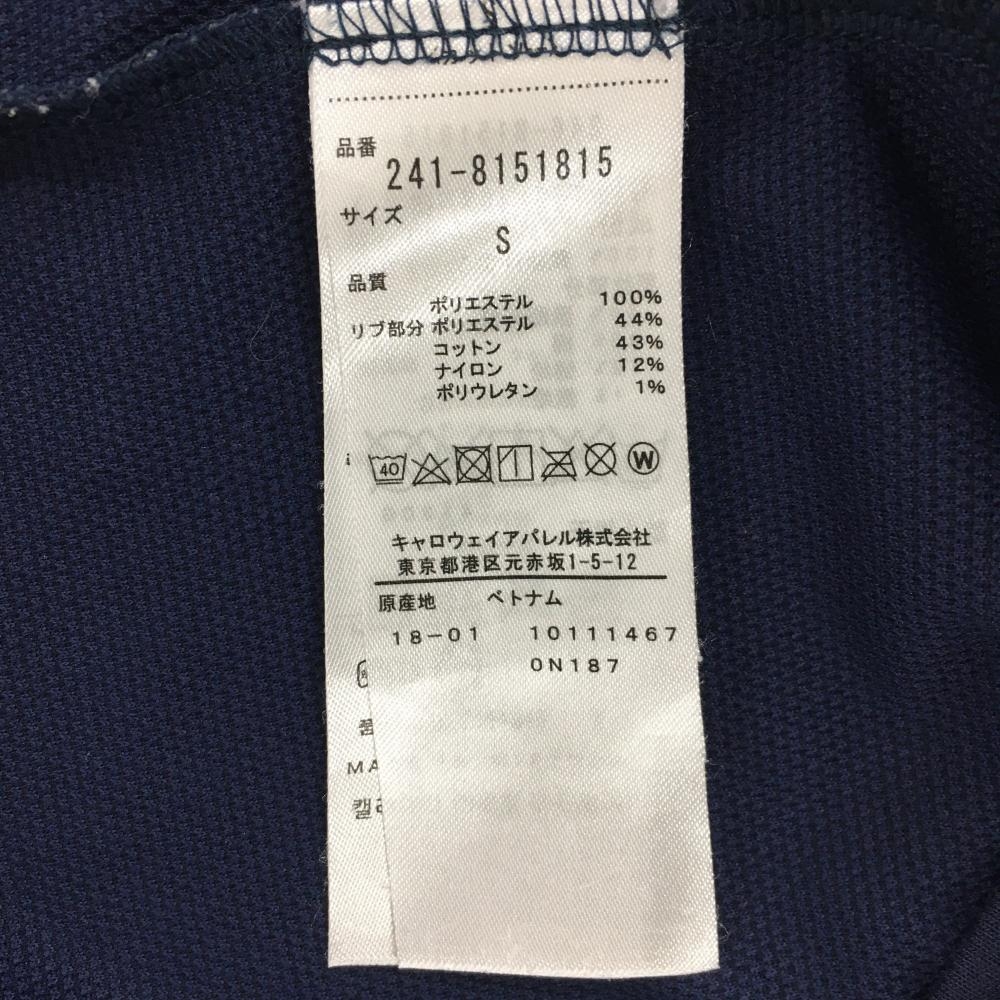 品番
241-8151815
サイズ
S
品質
ポリエステル 100%
リブ部分 ポリエステル 44%
コットン 43%
ナイロン 12%
ポリウレタン 1%
40 W
キャロウェイアパレル株式会社
東京都港区元赤坂1-5-12
原産地 ベトナム
18-01 10111467
0N187
MA